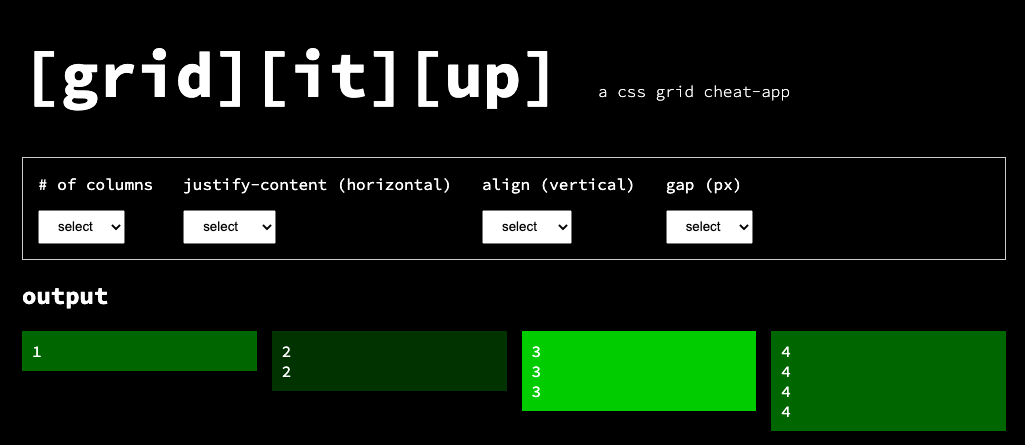 [grid][it][up] a css grid cheat-app
# of columns justify-content (horizontal) align (vertical) gap (px)
select select select select
output
1 2 3 4
2 3 4
3 4
4